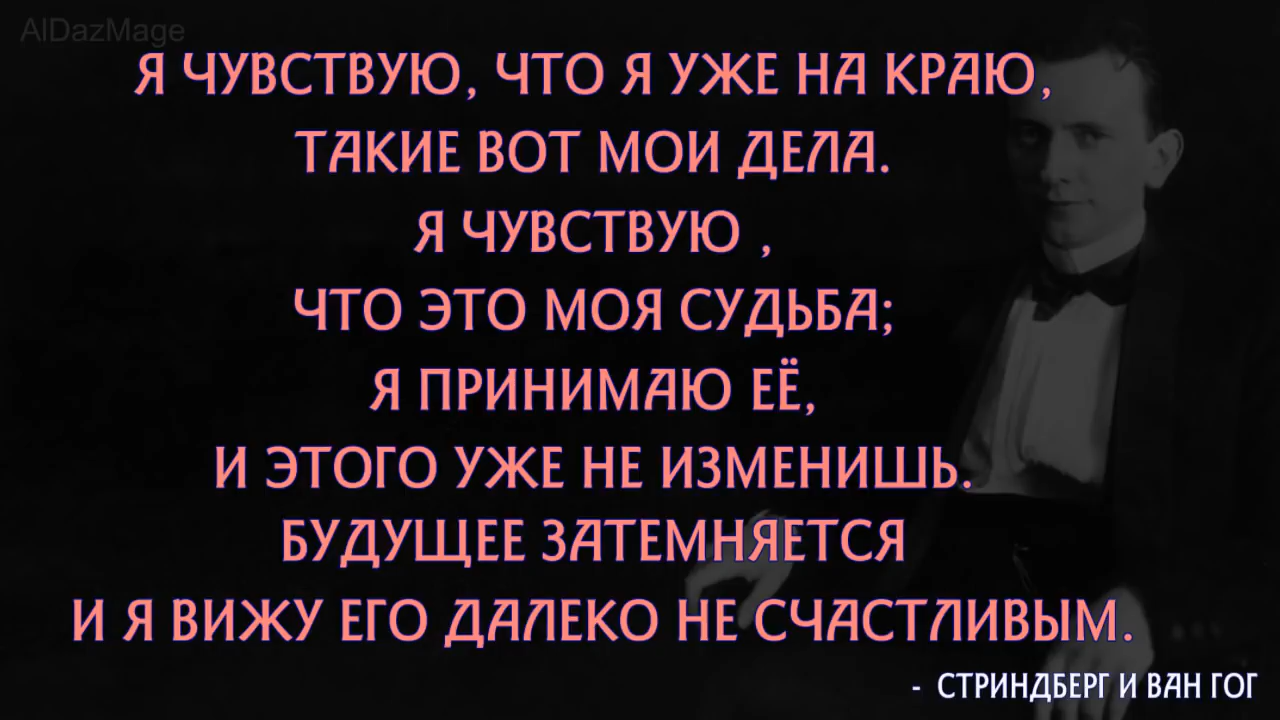 AlDazMage
Я ЧУВСТВУЮ, ЧТО Я УЖЕ НА КРАЮ,
ТАКИЕ ВОТ МОИ ДЕЛА.
Я ЧУВСТВУЮ ,
ЧТО ЭТО МОЯ СУДЬБА;
Я ПРИНИМАЮ ЕЁ,
И ЭТОГО УЖЕ НЕ ИЗМЕНИШЬ.
БУДУЩЕЕ ЗАТЕМНЯЕТСЯ
И Я ВИЖУ ЕГО ДАЛЕКО НЕ СЧАСТЛИВЫМ.
- СТРИНДБЕРГ И ВАН ГОГ